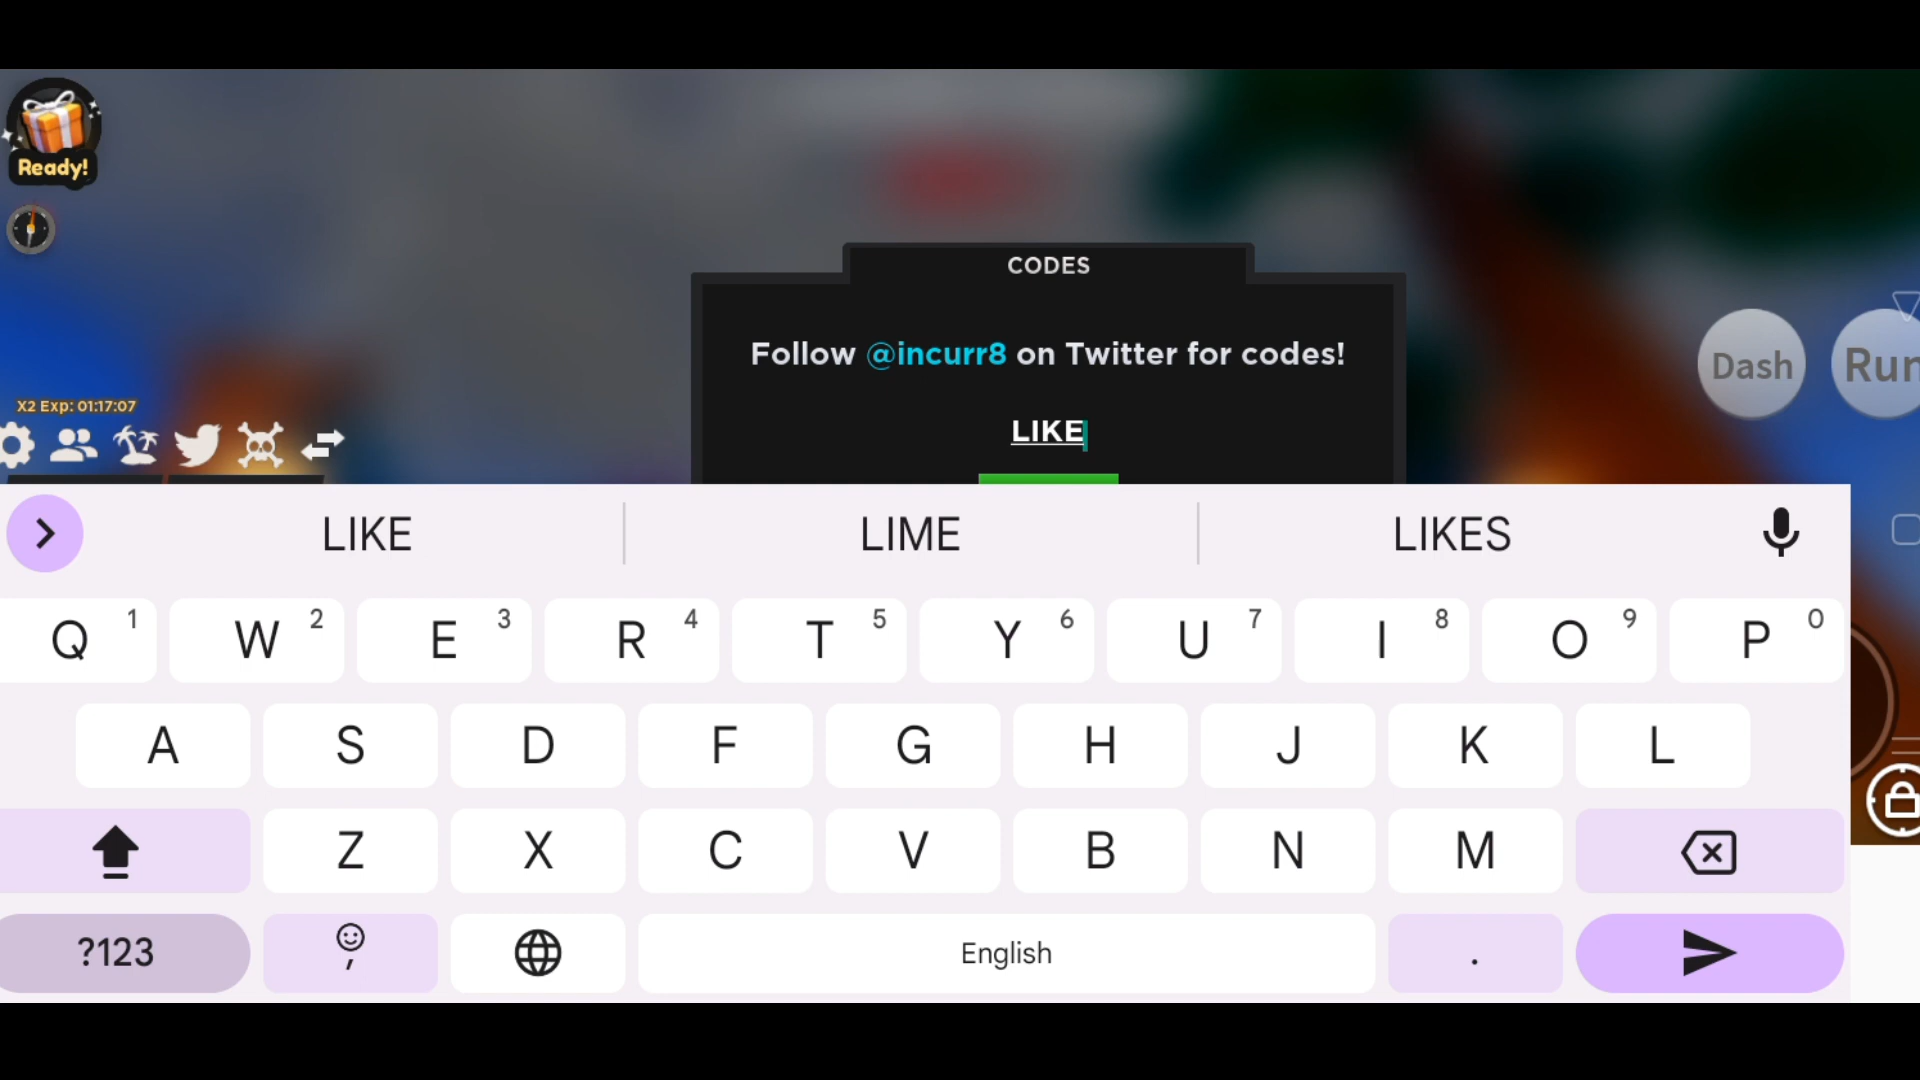 Ready!
CODES
Follow @incurr8 on Twitter for codes!
Dash
Run
X2 Exp: 01:17:07
LIKE
LIKE LIME LIKES
Q 1 W 2 E 3 R 4 T 5 Y 6 U 7 I 8 O 9 P 0
A S D F G H J K L
Z X C V B N M
?123 , English .